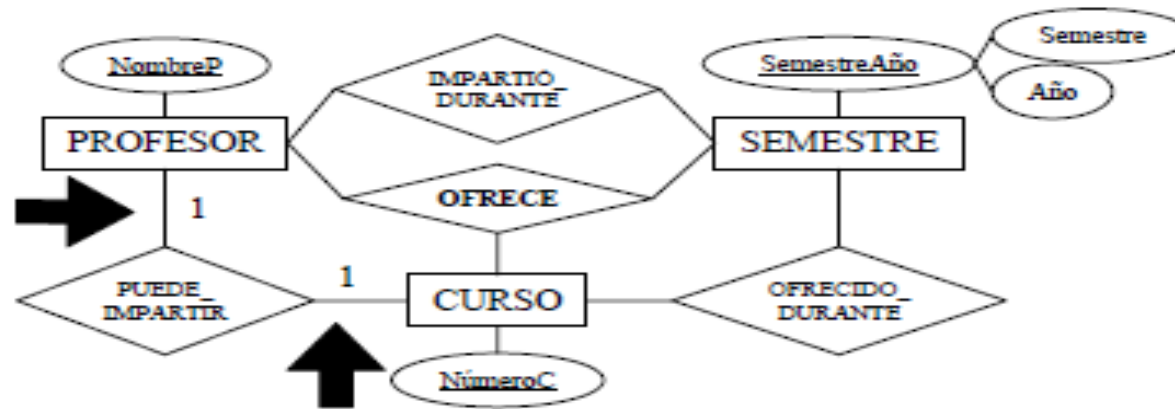 Semestre
NombreP
SemestreAño
IMPARTIÓ_
DURANTE
Año
PROFESOR
SEMESTRE
OFRECE
1
1
PUEDE_
IMPARTIR
CURSO
OFRECIDO_
DURANTE
NúmeroC